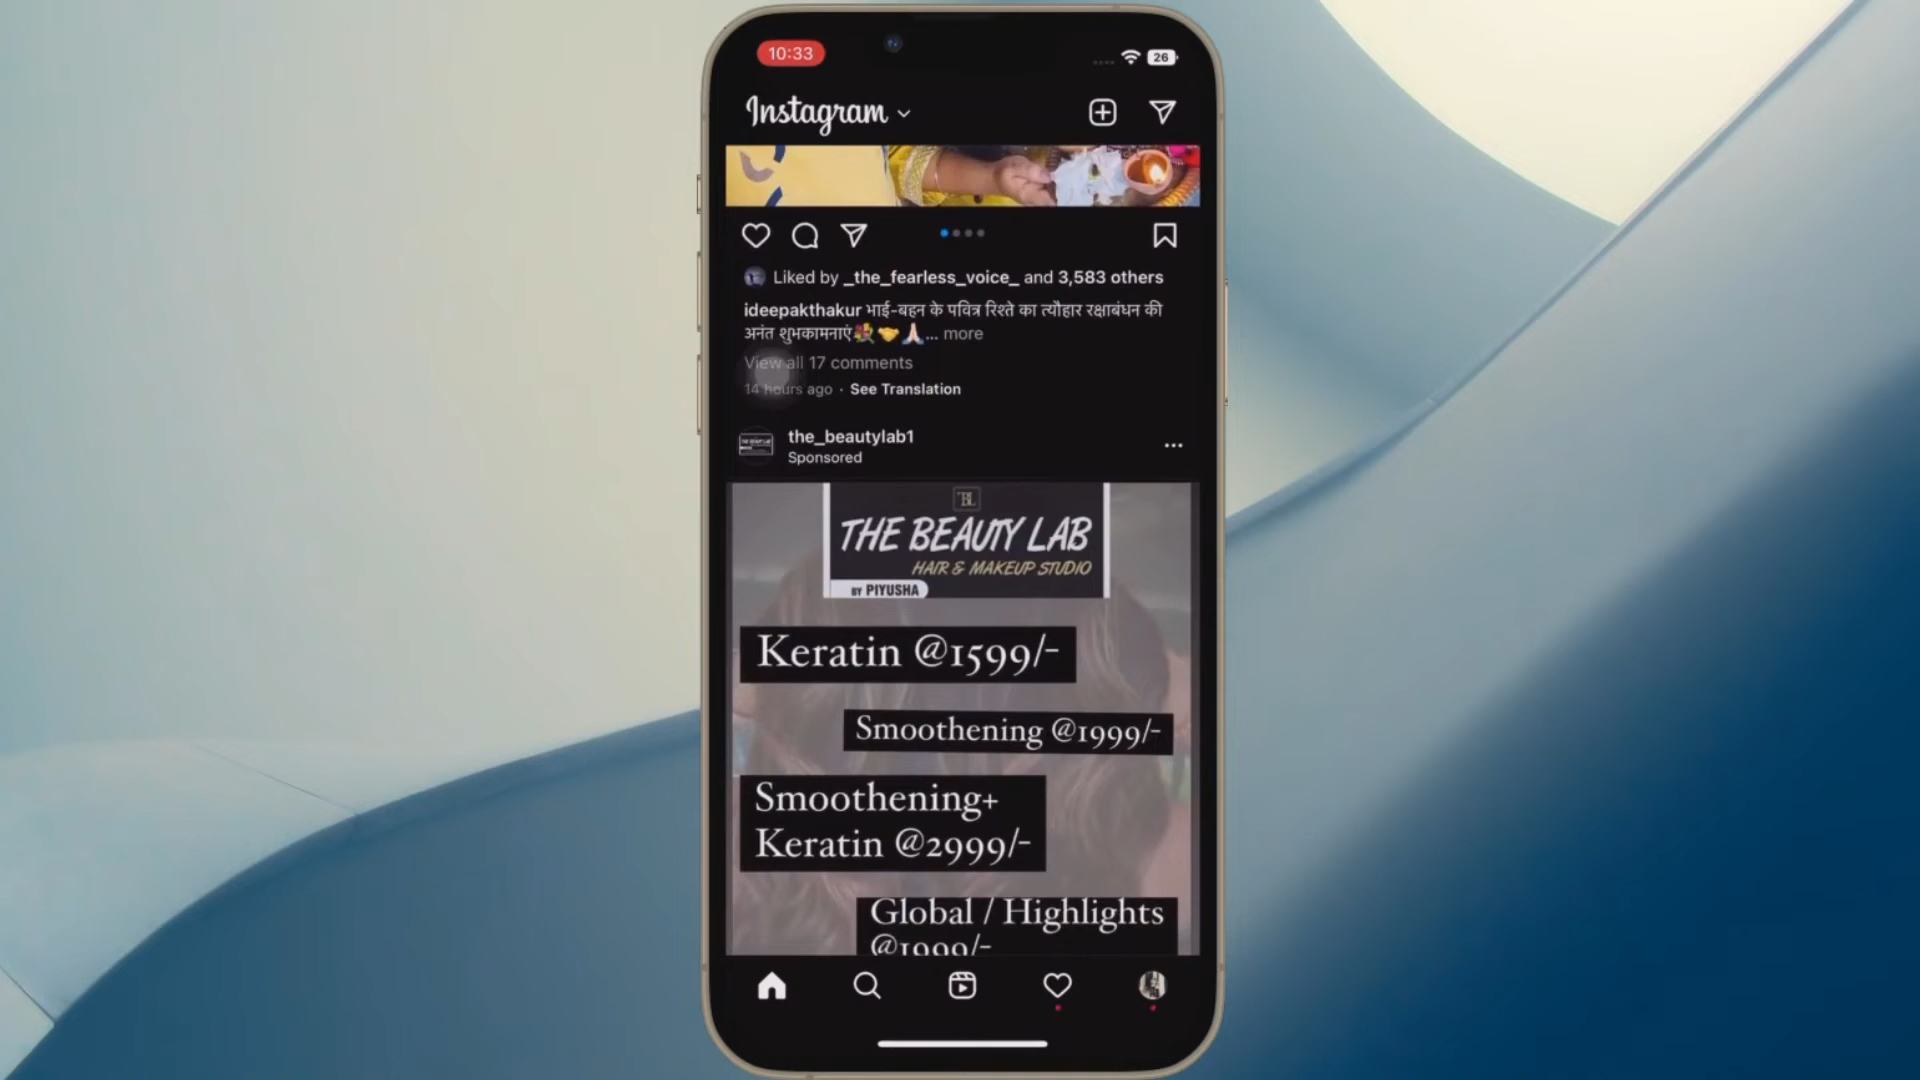 10:33
26
Instagram
Liked by _the_fearless_voice_ and 3,583 others
ideepakthakur भाई-बहन के पवित्र रिश्ते का त्यौहार रक्षाबंधन की
अनंत शुभकामनाएं💐🤝🙏🏻... more
View all 17 comments
14 hours ago · See Translation
the_beautylab1
Sponsored
TBL
THE BEAUTY LAB
HAIR & MAKEUP STUDIO
BY PIYUSHA
Keratin @1599/-
Smoothening @1999/-
Smoothening+
Keratin @2999/-
Global / Highlights
@1999/-